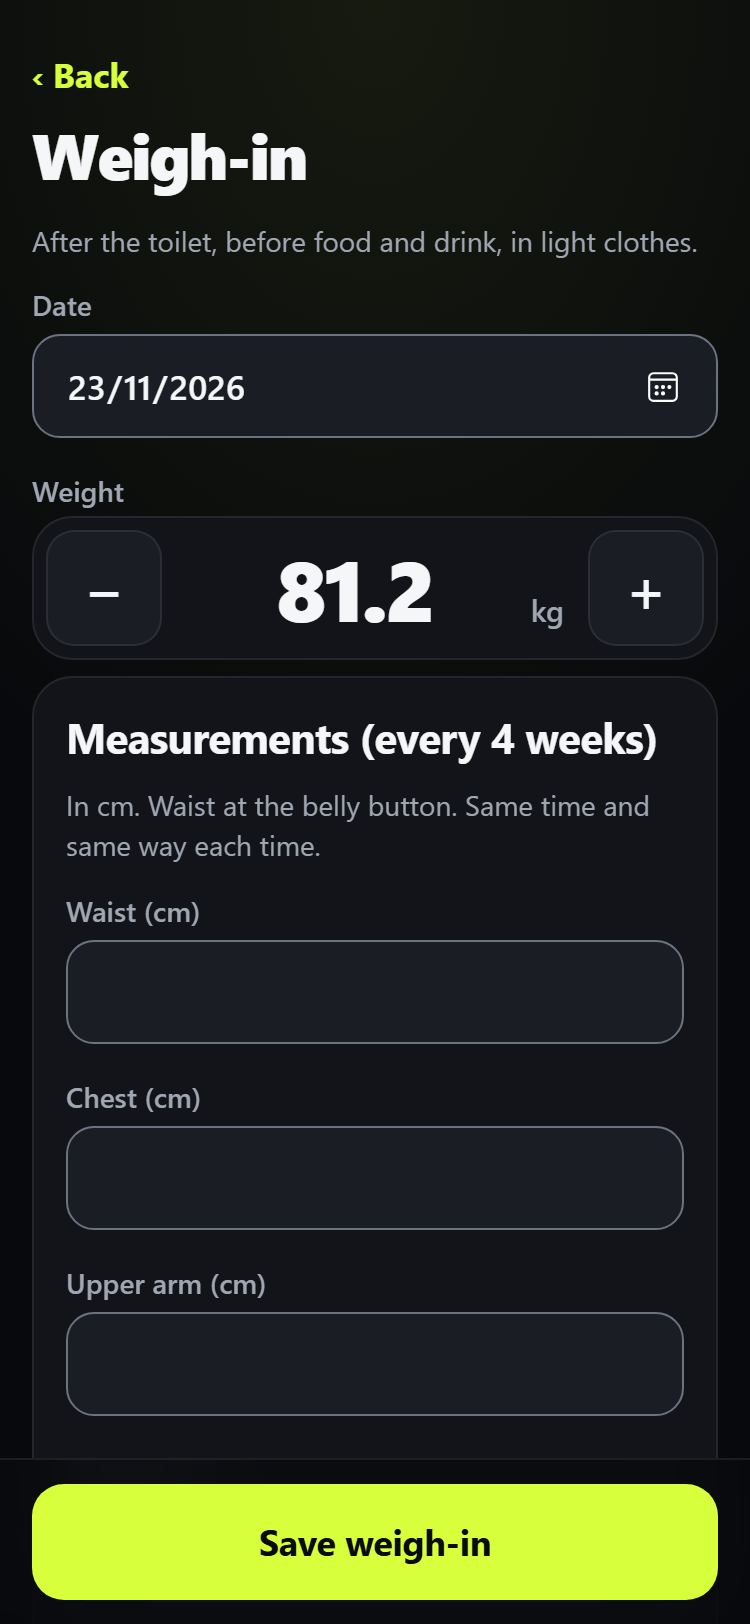 ‹ Back
Weigh-in
After the toilet, before food and drink, in light clothes.
Date
23/11/2026
Weight
− 81.2 kg +
Measurements (every 4 weeks)
In cm. Waist at the belly button. Same time and
same way each time.
Waist (cm)
Chest (cm)
Upper arm (cm)
Save weigh-in